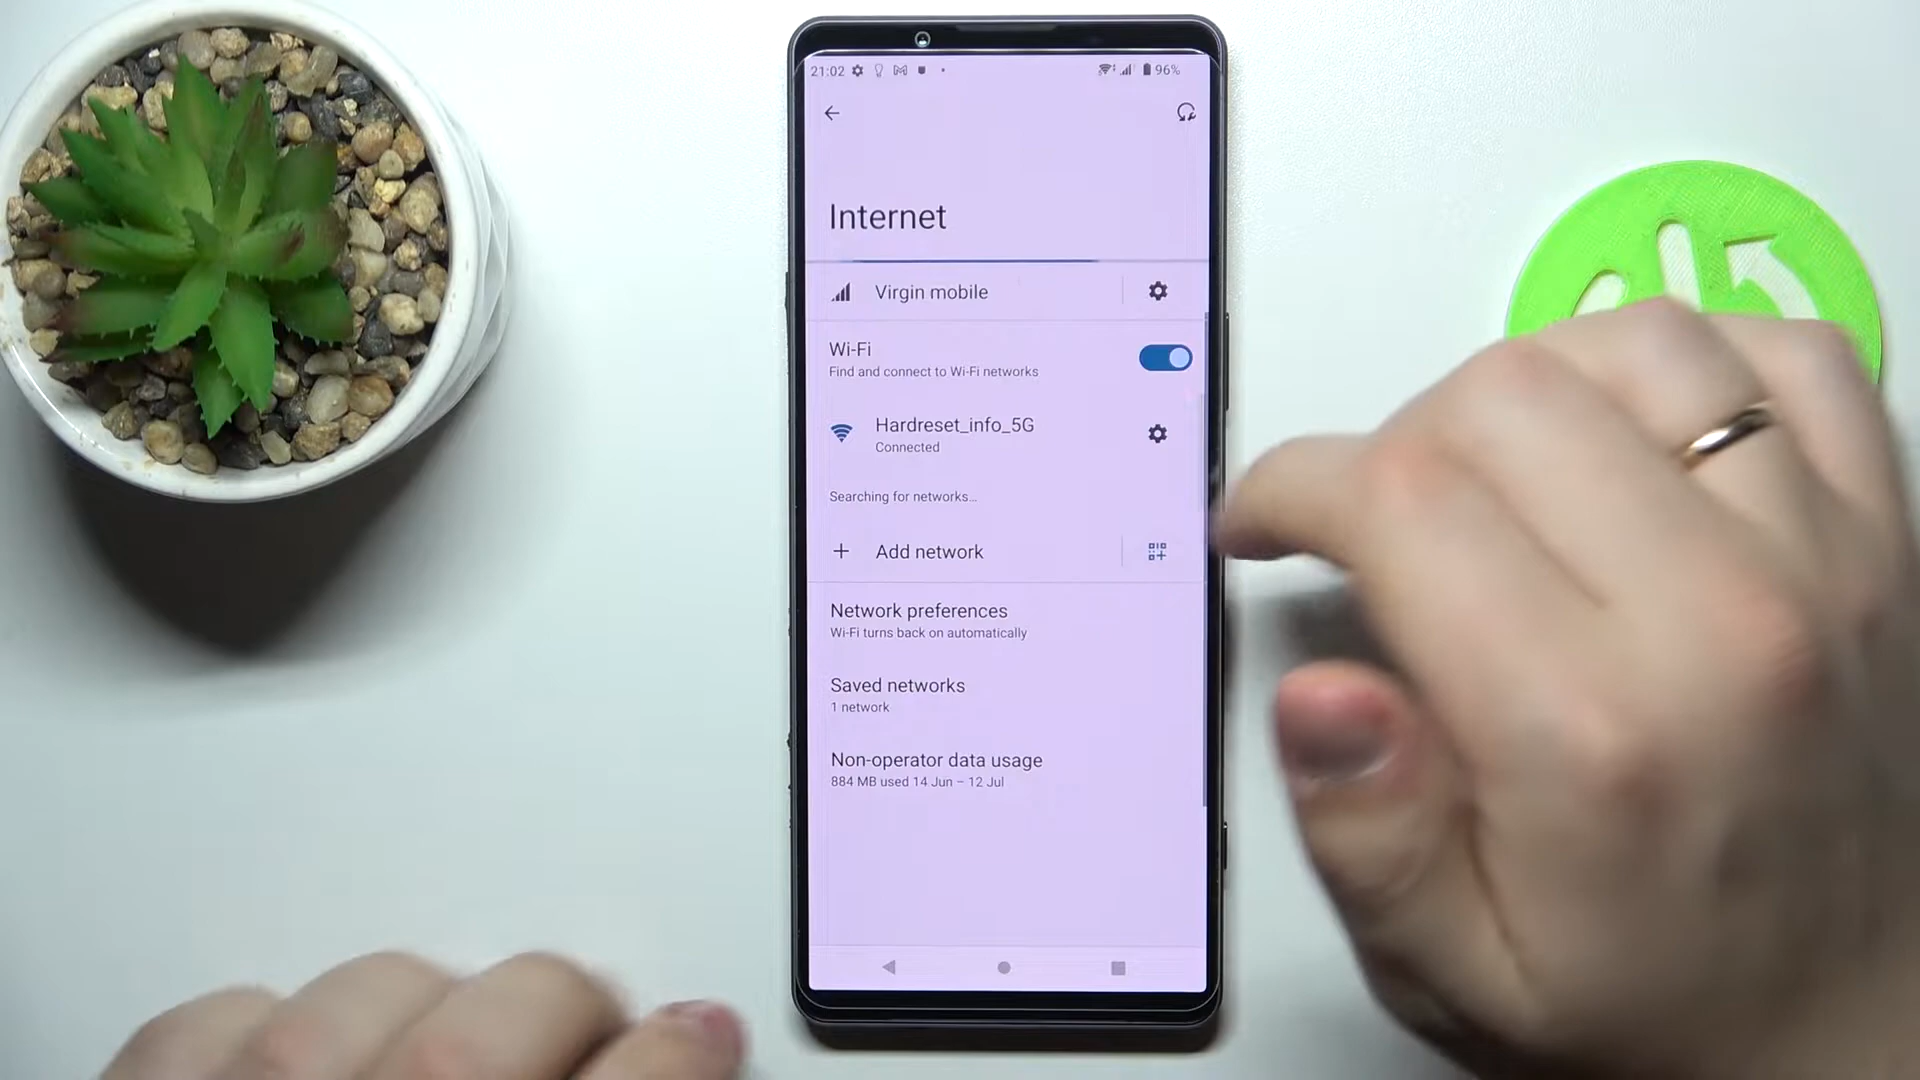 21:02 96%
Internet
Virgin mobile
Wi-Fi
Find and connect to Wi-Fi networks
Hardreset_info_5G
Connected
Searching for networks…
Add network
Network preferences
Wi-Fi turns back on automatically
Saved networks
1 network
Non-operator data usage
884 MB used 14 Jun – 12 Jul